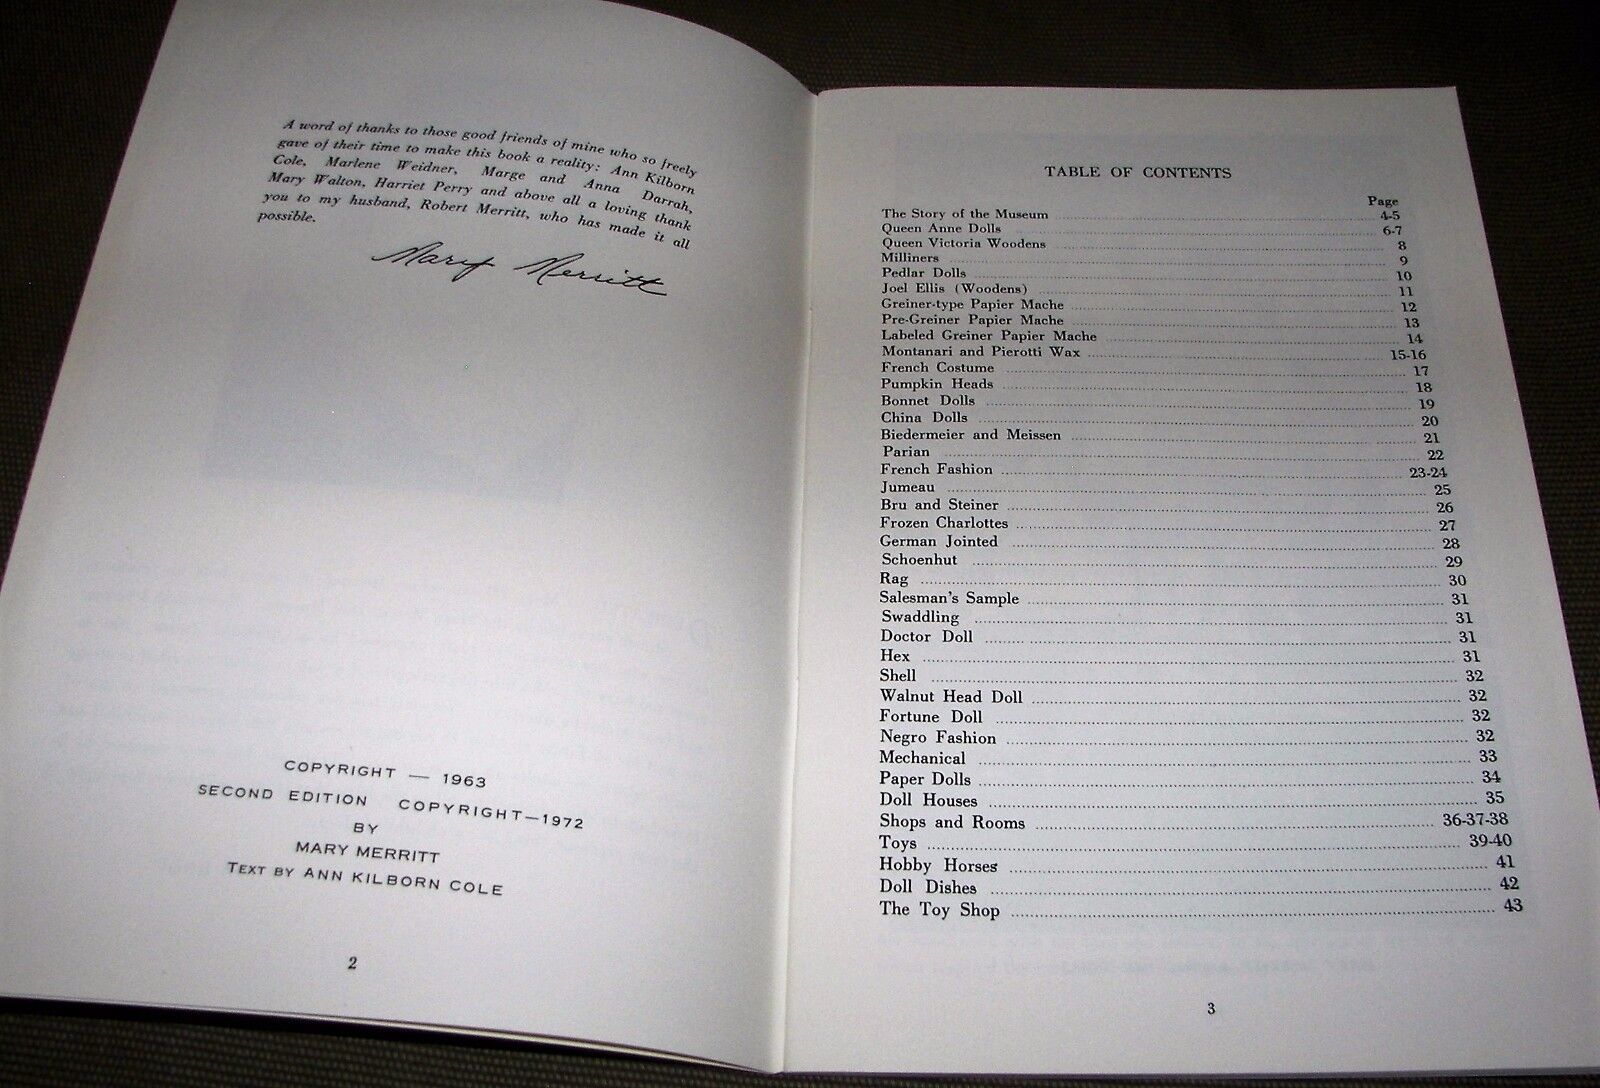 A word of thanks to those good friends of mine who so freely
gave of their time to make this book a reality: Ann Kilborn
Cole, Marlene Weidner, Marge and Anna Darrah,
Mary Walton, Harriet Perry and above all a loving thank
you to my husband, Robert Merritt, who has made it all
possible.
Mary Merritt
COPYRIGHT — 1963
SECOND EDITION COPYRIGHT—1972
BY
MARY MERRITT
TEXT BY ANN KILBORN COLE
2
TABLE OF CONTENTS
Page
The Story of the Museum 4-5
Queen Anne Dolls 6-7
Queen Victoria Woodens 8
Milliners 9
Pedlar Dolls 10
Joel Ellis (Woodens) 11
Greiner-type Papier Mache 12
Pre-Greiner Papier Mache 13
Labeled Greiner Papier Mache 14
Montanari and Pierotti Wax 15-16
French Costume 17
Pumpkin Heads 18
Bonnet Dolls 19
China Dolls 20
Biedermeier and Meissen 21
Parian 22
French Fashion 23-24
Jumeau 25
Bru and Steiner 26
Frozen Charlottes 27
German Jointed 28
Schoenhut 29
Rag 30
Salesman's Sample 31
Swaddling 31
Doctor Doll 31
Hex 31
Shell 32
Walnut Head Doll 32
Fortune Doll 32
Negro Fashion 32
Mechanical 33
Paper Dolls 34
Doll Houses 35
Shops and Rooms 36-37-38
Toys 39-40
Hobby Horses 41
Doll Dishes 42
The Toy Shop 43
3